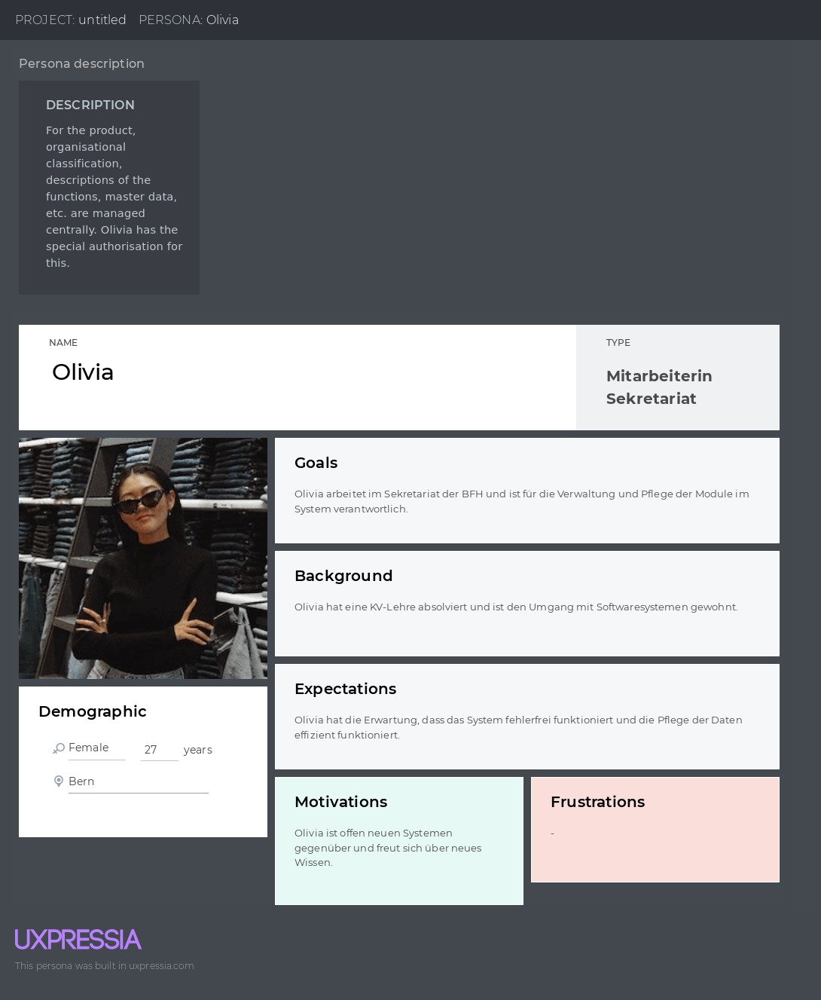 PROJECT: untitled PERSONA: Olivia
Persona description
DESCRIPTION
For the product,
organisational
classification,
descriptions of the
functions, master data,
etc. are managed
centrally. Olivia has the
special authorisation for
this.
NAME
Olivia
TYPE
Mitarbeiterin
Sekretariat
Goals
Olivia arbeitet im Sekretariat der BFH und ist für die Verwaltung und Pflege der Module im
System verantwortlich.
Background
Olivia hat eine KV-Lehre absolviert und ist den Umgang mit Softwaresystemen gewohnt.
Expectations
Olivia hat die Erwartung, dass das System fehlerfrei funktioniert und die Pflege der Daten
effizient funktioniert.
Demographic
Female 27 years
Bern
Motivations
Olivia ist offen neuen Systemen
gegenüber und freut sich über neues
Wissen.
Frustrations
-
UXPRESSIA
This persona was built in uxpressia.com